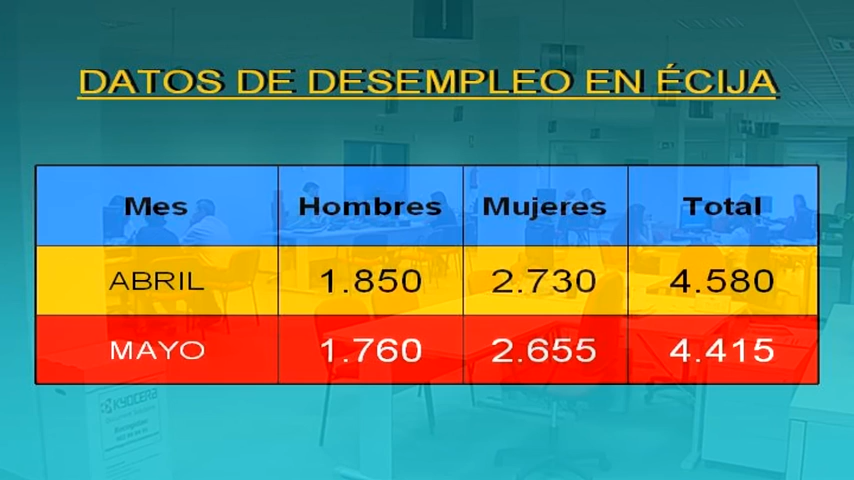 DATOS DE DESEMPLEO EN ÉCIJA
Mes Hombres Mujeres Total
ABRIL 1.850 2.730 4.580
MAYO 1.760 2.655 4.415
KYOCERA